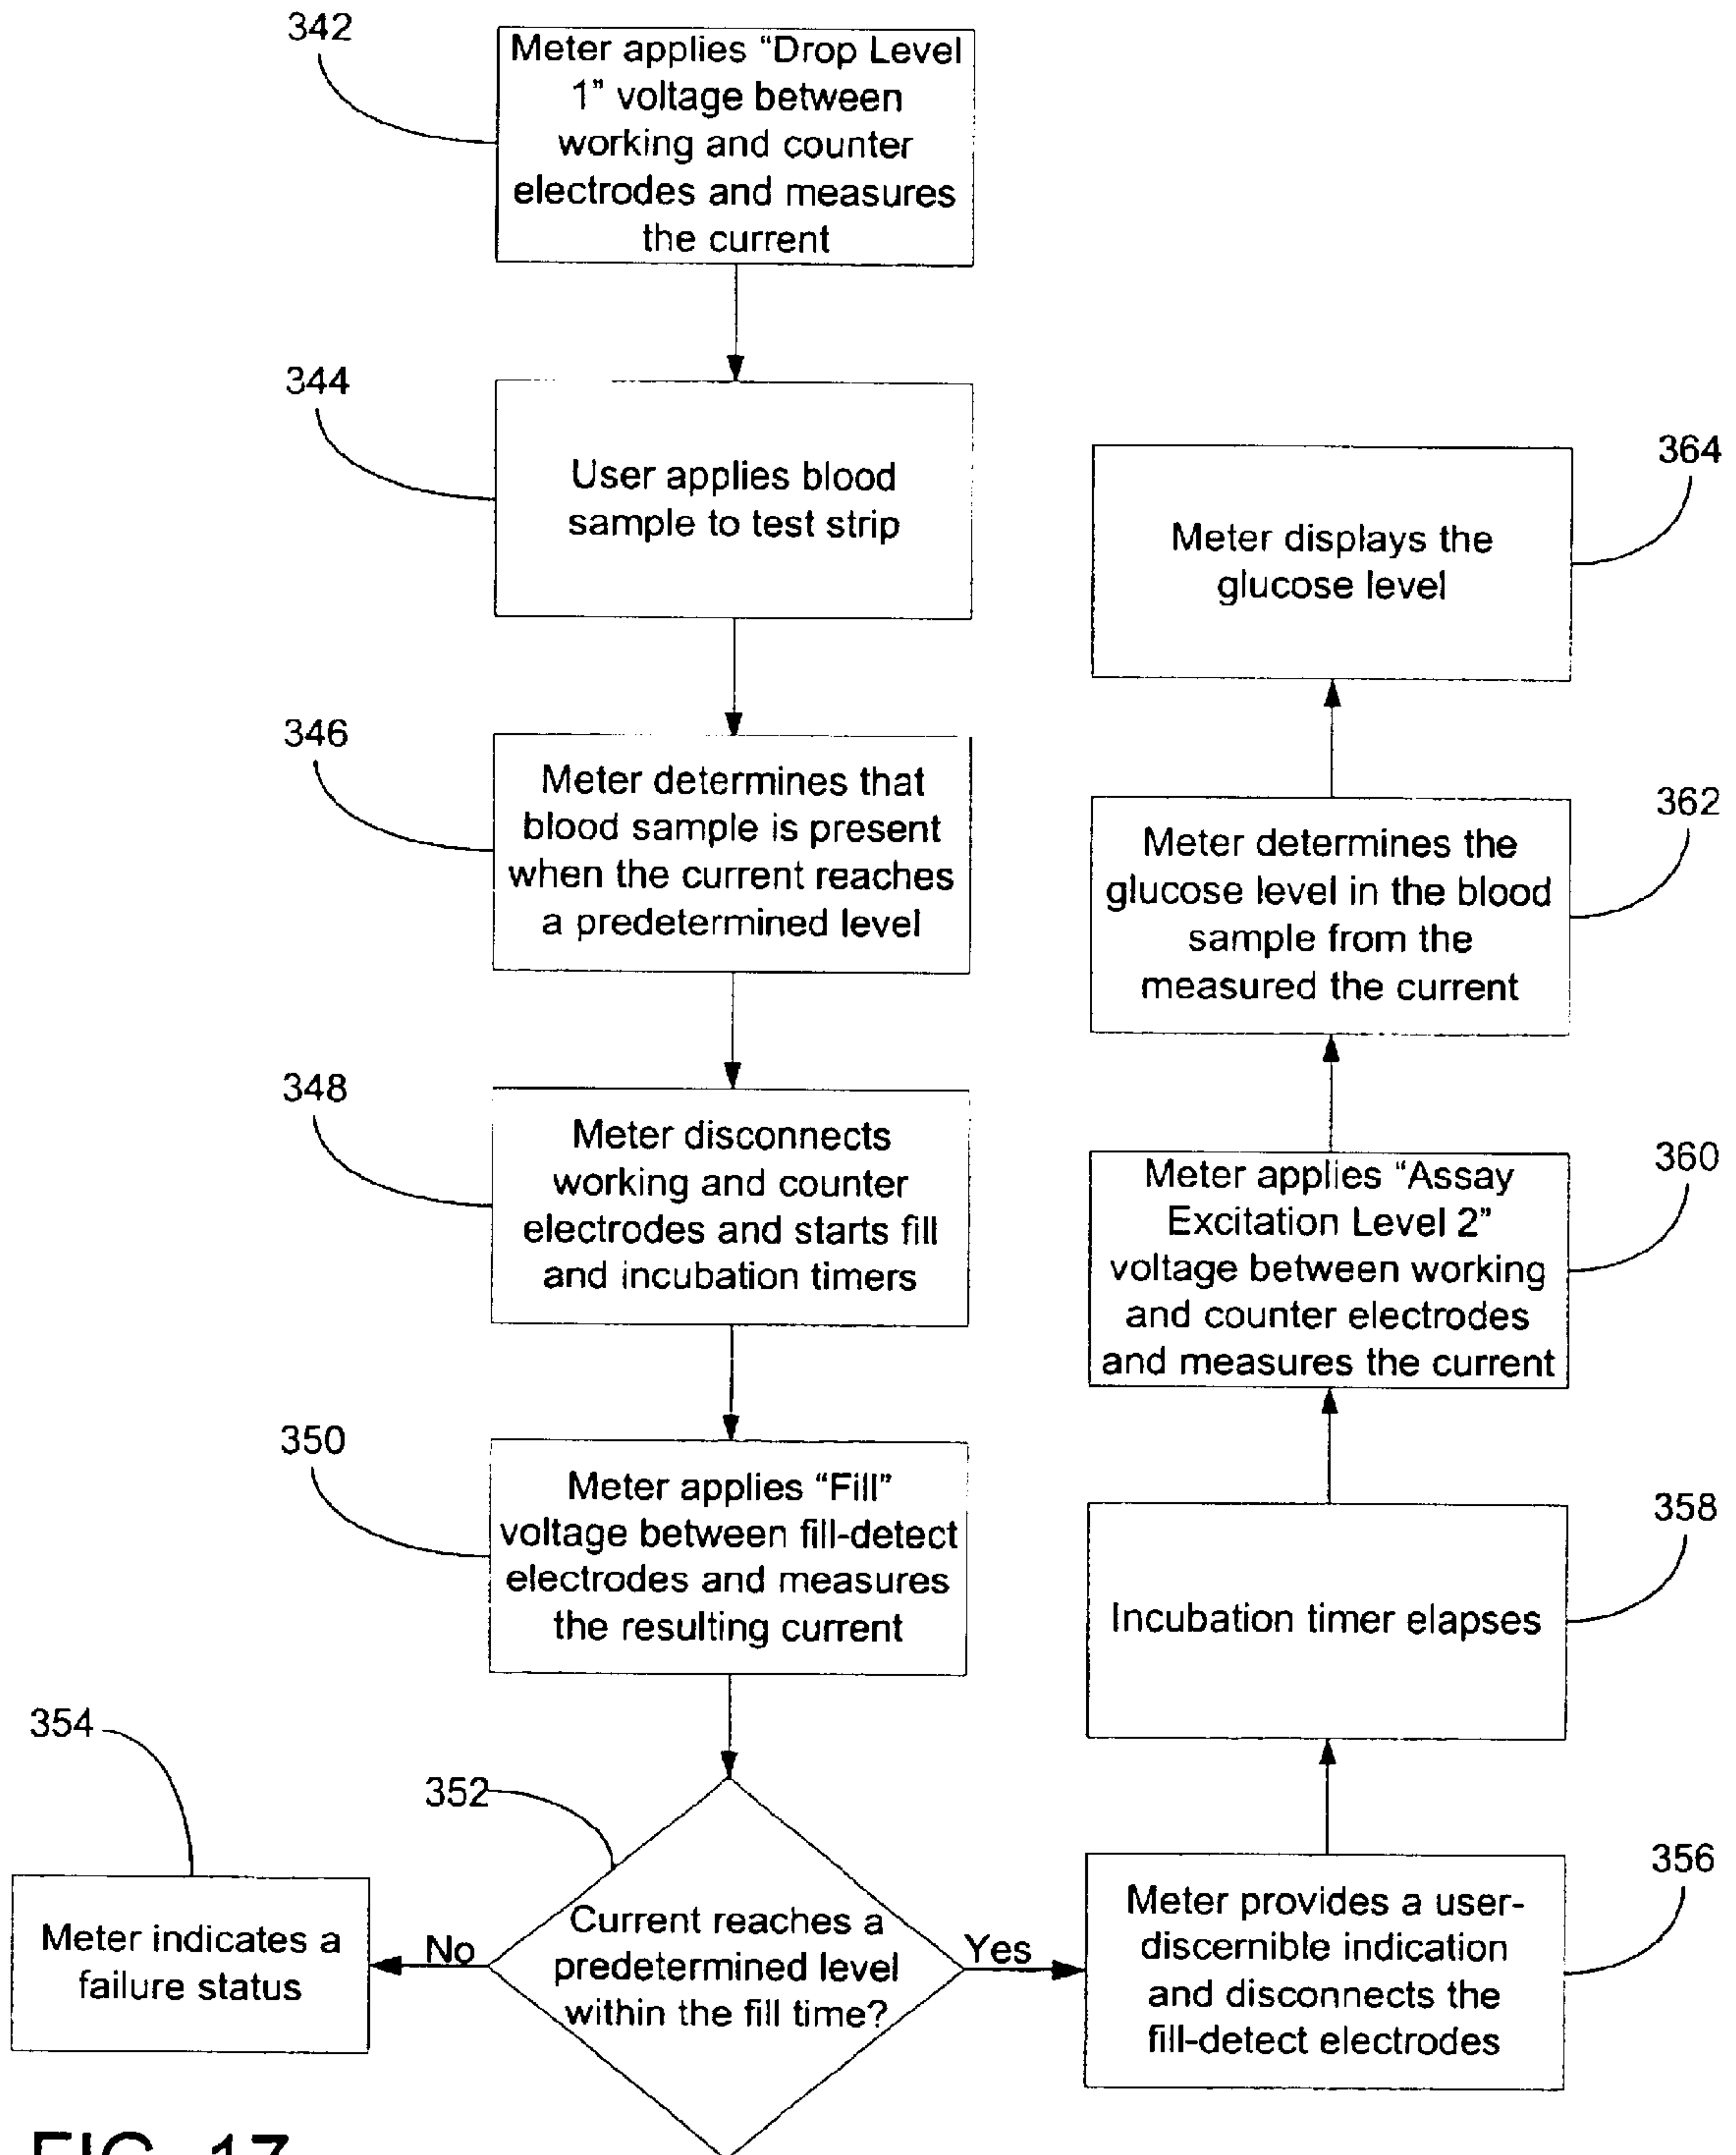 342
Meter applies “Drop Level
1” voltage between
working and counter
electrodes and measures
the current
344
User applies blood
sample to test strip
346
Meter determines that
blood sample is present
when the current reaches
a predetermined level
348
Meter disconnects
working and counter
electrodes and starts fill
and incubation timers
350
Meter applies “Fill”
voltage between fill-detect
electrodes and measures
the resulting current
352
Current reaches a
predetermined level
within the fill time?
No
354
Meter indicates a
failure status
Yes
356
Meter provides a user-
discernible indication
and disconnects the
fill-detect electrodes
358
Incubation timer elapses
360
Meter applies “Assay
Excitation Level 2”
voltage between working
and counter electrodes
and measures the current
362
Meter determines the
glucose level in the blood
sample from the
measured the current
364
Meter displays the
glucose level
FIG. 17